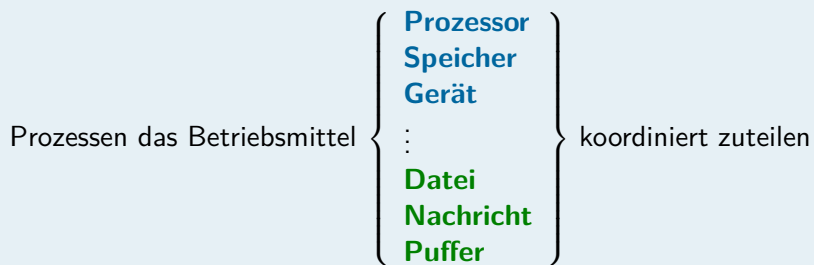 Prozessor
Speicher
Gerät
Prozessen das Betriebsmittel { ⋮ } koordiniert zuteilen
Datei
Nachricht
Puffer